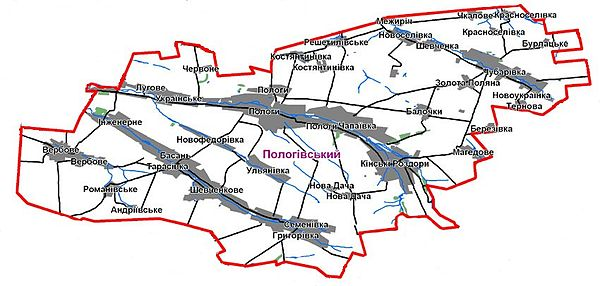 Чкалове
Красноселівка
Межиріч
Новоселівка
Красноселівка
Решетилівське
Шевченка
Бурлацьке
Костянтинівка
Костянтинівка
Червоне
Чубарівка
Золота Поляна
Лугове
Пологи
Українське
Новоукраїнка
Тернова
Пологи
Балочки
Інженерне
Пологи Чапаївка
Березівка
Новофедорівка
Вербове
Басань
Пологівський
Магедове
Вербове
Тарасівка
Кінські Роздори
Ульянівка
Романівське
Шевченкове
Нова Дача
Нова Дача
Андріївське
Семенівка
Григорівка